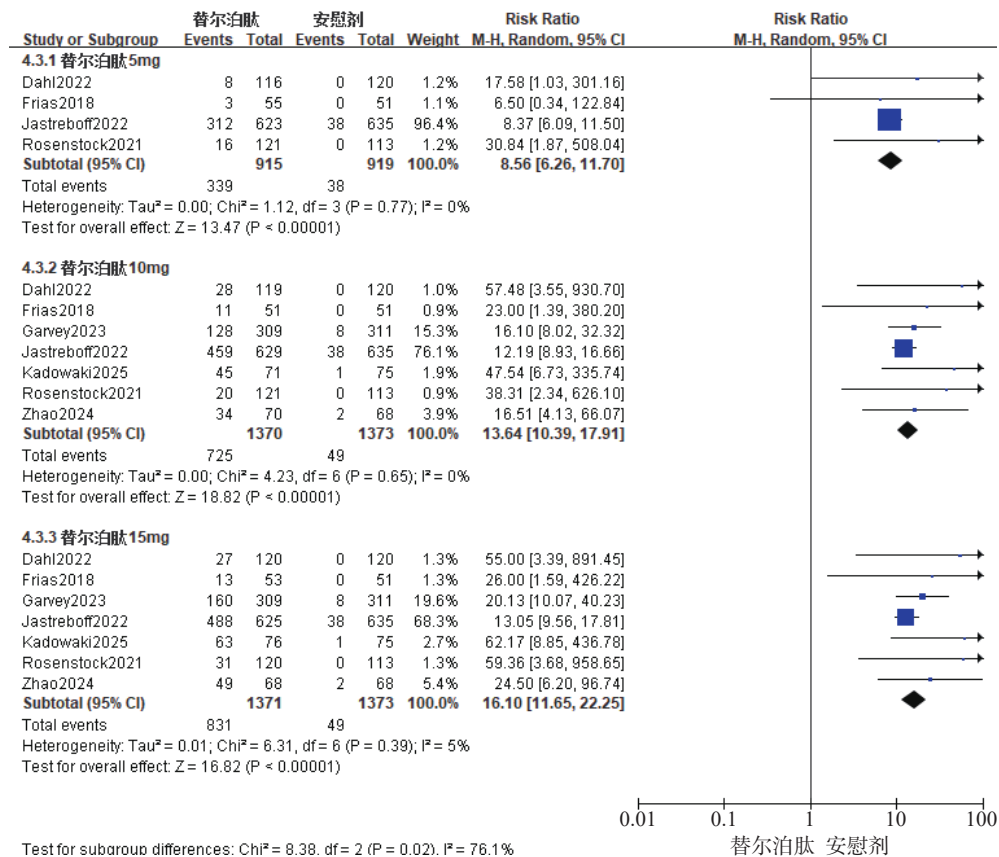 替尔泊肽 安慰剂 Risk Ratio Risk Ratio
Study or Subgroup Events Total Events Total Weight M-H, Random, 95% CI M-H, Random, 95% CI
4.3.1 替尔泊肽5mg
Dahl2022 8 116 0 120 1.2% 17.58 [1.03, 301.16]
Frias2018 3 55 0 51 1.1% 6.50 [0.34, 122.84]
Jastreboff2022 312 623 38 635 96.4% 8.37 [6.09, 11.50]
Rosenstock2021 16 121 0 113 1.2% 30.84 [1.87, 508.04]
Subtotal (95% CI) 915 919 100.0% 8.56 [6.26, 11.70]
Total events 339 38
Heterogeneity: Tau² = 0.00; Chi² = 1.12, df = 3 (P = 0.77); I² = 0%
Test for overall effect: Z = 13.47 (P < 0.00001)
4.3.2 替尔泊肽10mg
Dahl2022 28 119 0 120 1.0% 57.48 [3.55, 930.70]
Frias2018 11 51 0 51 0.9% 23.00 [1.39, 380.20]
Garvey2023 128 309 8 311 15.3% 16.10 [8.02, 32.32]
Jastreboff2022 459 629 38 635 76.1% 12.19 [8.93, 16.66]
Kadowaki2025 45 71 1 75 1.9% 47.54 [6.73, 335.74]
Rosenstock2021 20 121 0 113 1.0% 38.31 [2.34, 626.10]
Zhao2024 34 70 2 68 3.9% 16.51 [4.13, 66.07]
Subtotal (95% CI) 1370 1373 100.0% 13.64 [10.39, 17.91]
Total events 725 49
Heterogeneity: Tau² = 0.00; Chi² = 4.23, df = 6 (P = 0.65); I² = 0%
Test for overall effect: Z = 18.82 (P < 0.00001)
4.3.3 替尔泊肽15mg
Dahl2022 27 120 0 120 1.3% 55.00 [3.39, 891.45]
Frias2018 13 53 0 51 1.3% 26.00 [1.59, 426.22]
Garvey2023 160 309 8 311 19.6% 20.13 [10.07, 40.23]
Jastreboff2022 488 625 38 635 68.3% 13.05 [9.56, 17.81]
Kadowaki2025 63 76 1 75 2.7% 62.17 [8.85, 436.78]
Rosenstock2021 31 120 0 113 1.3% 59.36 [3.68, 958.65]
Zhao2024 49 68 2 68 5.4% 24.50 [6.20, 96.74]
Subtotal (95% CI) 1371 1373 100.0% 16.10 [11.65, 22.25]
Total events 831 49
Heterogeneity: Tau² = 0.01; Chi² = 6.31, df = 6 (P = 0.39); I² = 5%
Test for overall effect: Z = 16.82 (P < 0.00001)
0.01 0.1 1 10 100
替尔泊肽 安慰剂
Test for subgroup differences: Chi² = 8.38, df = 2 (P = 0.02), I² = 76.1%